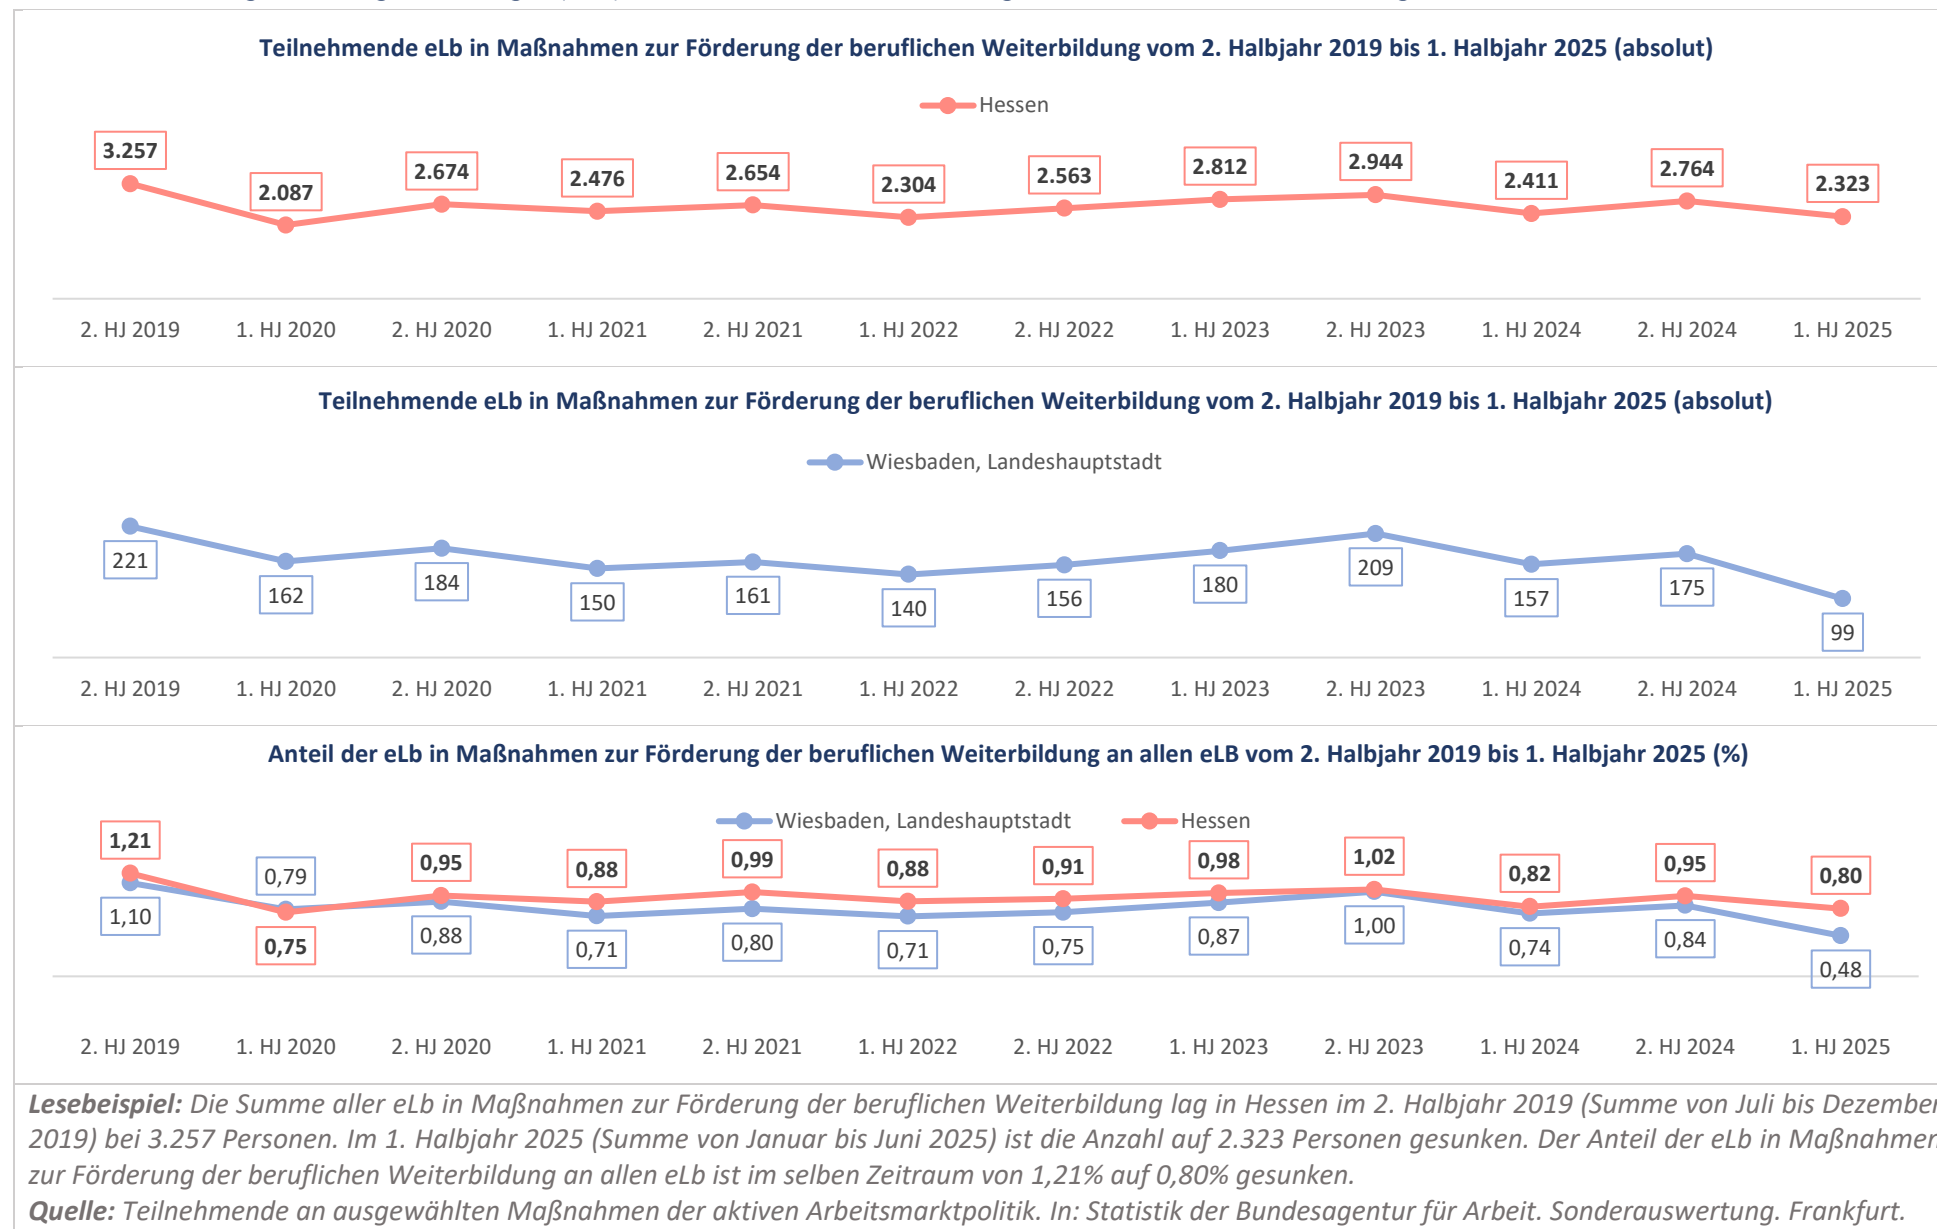 Teilnehmende eLb in Maßnahmen zur Förderung der beruflichen Weiterbildung vom 2. Halbjahr 2019 bis 1. Halbjahr 2025 (absolut)
Hessen
3.257 2.087 2.674 2.476 2.654 2.304 2.563 2.812 2.944 2.411 2.764 2.323
2. HJ 2019 1. HJ 2020 2. HJ 2020 1. HJ 2021 2. HJ 2021 1. HJ 2022 2. HJ 2022 1. HJ 2023 2. HJ 2023 1. HJ 2024 2. HJ 2024 1. HJ 2025
Teilnehmende eLb in Maßnahmen zur Förderung der beruflichen Weiterbildung vom 2. Halbjahr 2019 bis 1. Halbjahr 2025 (absolut)
Wiesbaden, Landeshauptstadt
221 162 184 150 161 140 156 180 209 157 175 99
2. HJ 2019 1. HJ 2020 2. HJ 2020 1. HJ 2021 2. HJ 2021 1. HJ 2022 2. HJ 2022 1. HJ 2023 2. HJ 2023 1. HJ 2024 2. HJ 2024 1. HJ 2025
Anteil der eLb in Maßnahmen zur Förderung der beruflichen Weiterbildung an allen eLB vom 2. Halbjahr 2019 bis 1. Halbjahr 2025 (%)
Wiesbaden, Landeshauptstadt Hessen
1,21 0,79 0,95 0,88 0,99 0,88 0,91 0,98 1,02 0,82 0,95 0,80
1,10 0,75 0,88 0,71 0,80 0,71 0,75 0,87 1,00 0,74 0,84 0,48
2. HJ 2019 1. HJ 2020 2. HJ 2020 1. HJ 2021 2. HJ 2021 1. HJ 2022 2. HJ 2022 1. HJ 2023 2. HJ 2023 1. HJ 2024 2. HJ 2024 1. HJ 2025
Lesebeispiel: Die Summe aller eLb in Maßnahmen zur Förderung der beruflichen Weiterbildung lag in Hessen im 2. Halbjahr 2019 (Summe von Juli bis Dezember
2019) bei 3.257 Personen. Im 1. Halbjahr 2025 (Summe von Januar bis Juni 2025) ist die Anzahl auf 2.323 Personen gesunken. Der Anteil der eLb in Maßnahmen
zur Förderung der beruflichen Weiterbildung an allen eLb ist im selben Zeitraum von 1,21% auf 0,80% gesunken.
Quelle: Teilnehmende an ausgewählten Maßnahmen der aktiven Arbeitsmarktpolitik. In: Statistik der Bundesagentur für Arbeit. Sonderauswertung. Frankfurt.